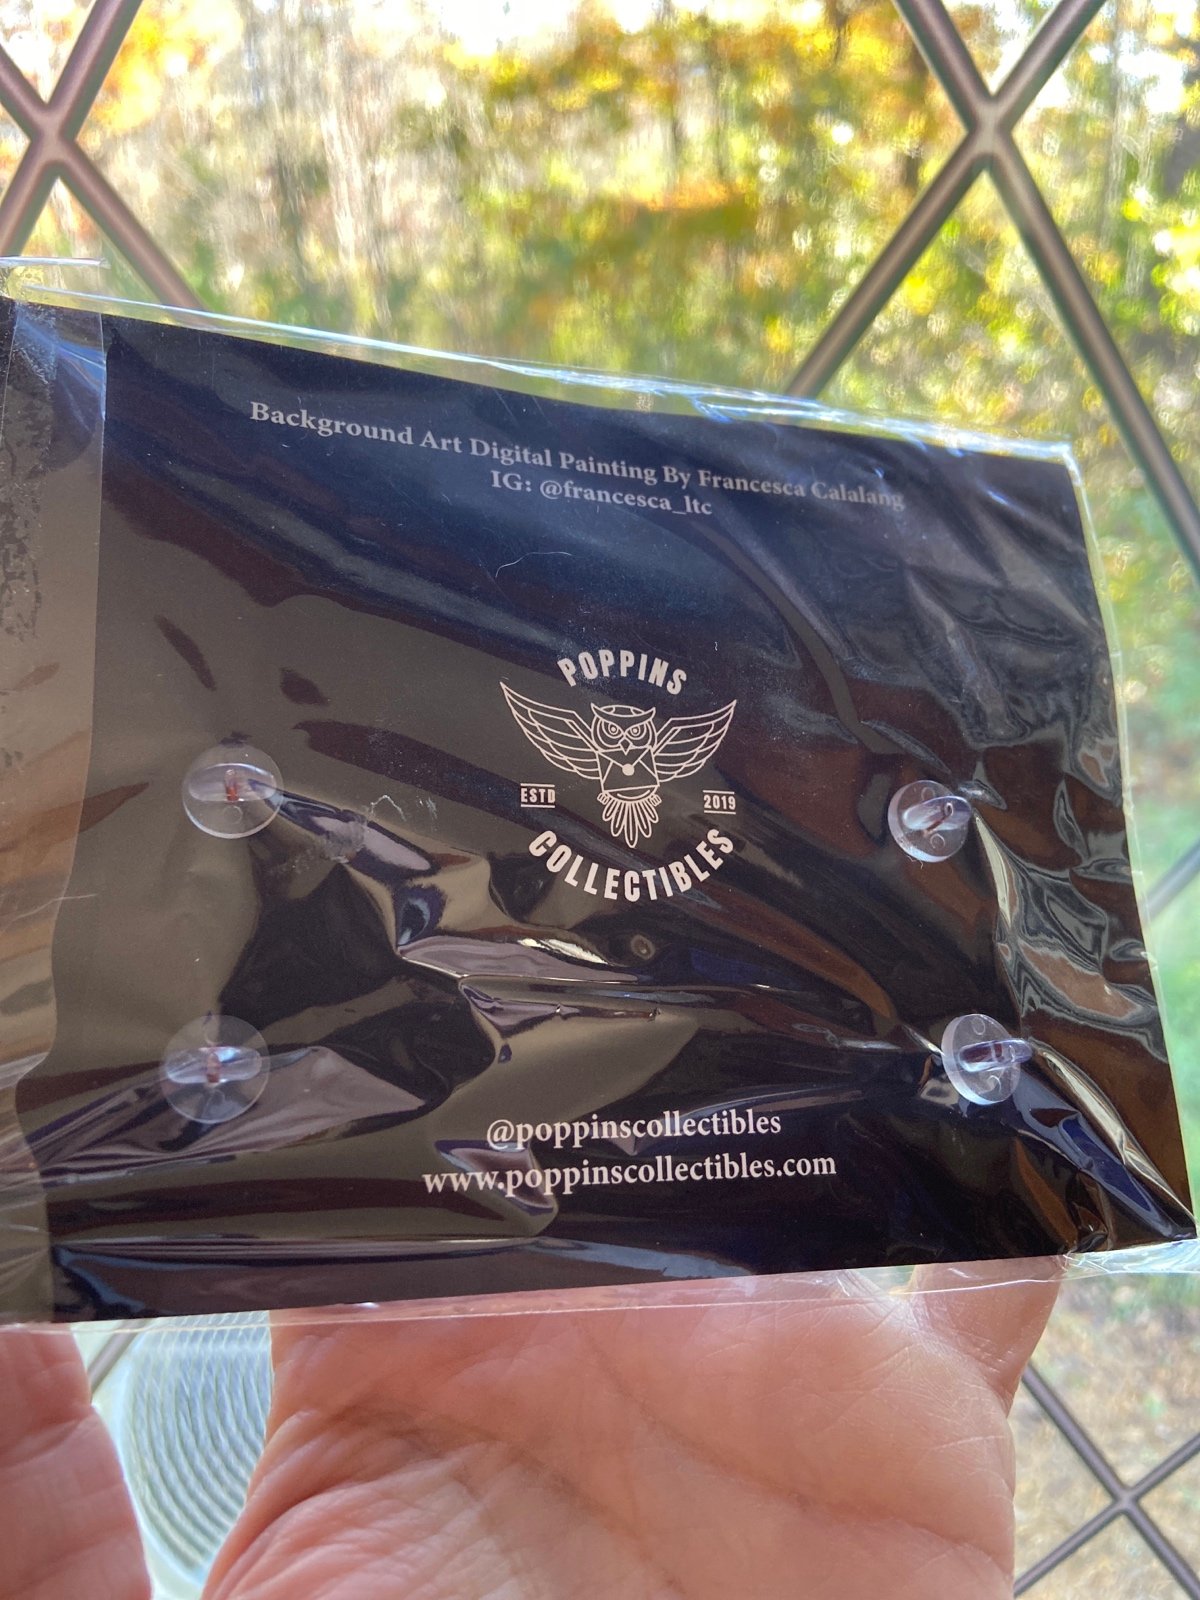 Background Art Digital Painting By Francesca Calalang
IG: @francesca_ltc
POPPINS
ESTD 2019
COLLECTIBLES
@poppinscollectibles
www.poppinscollectibles.com